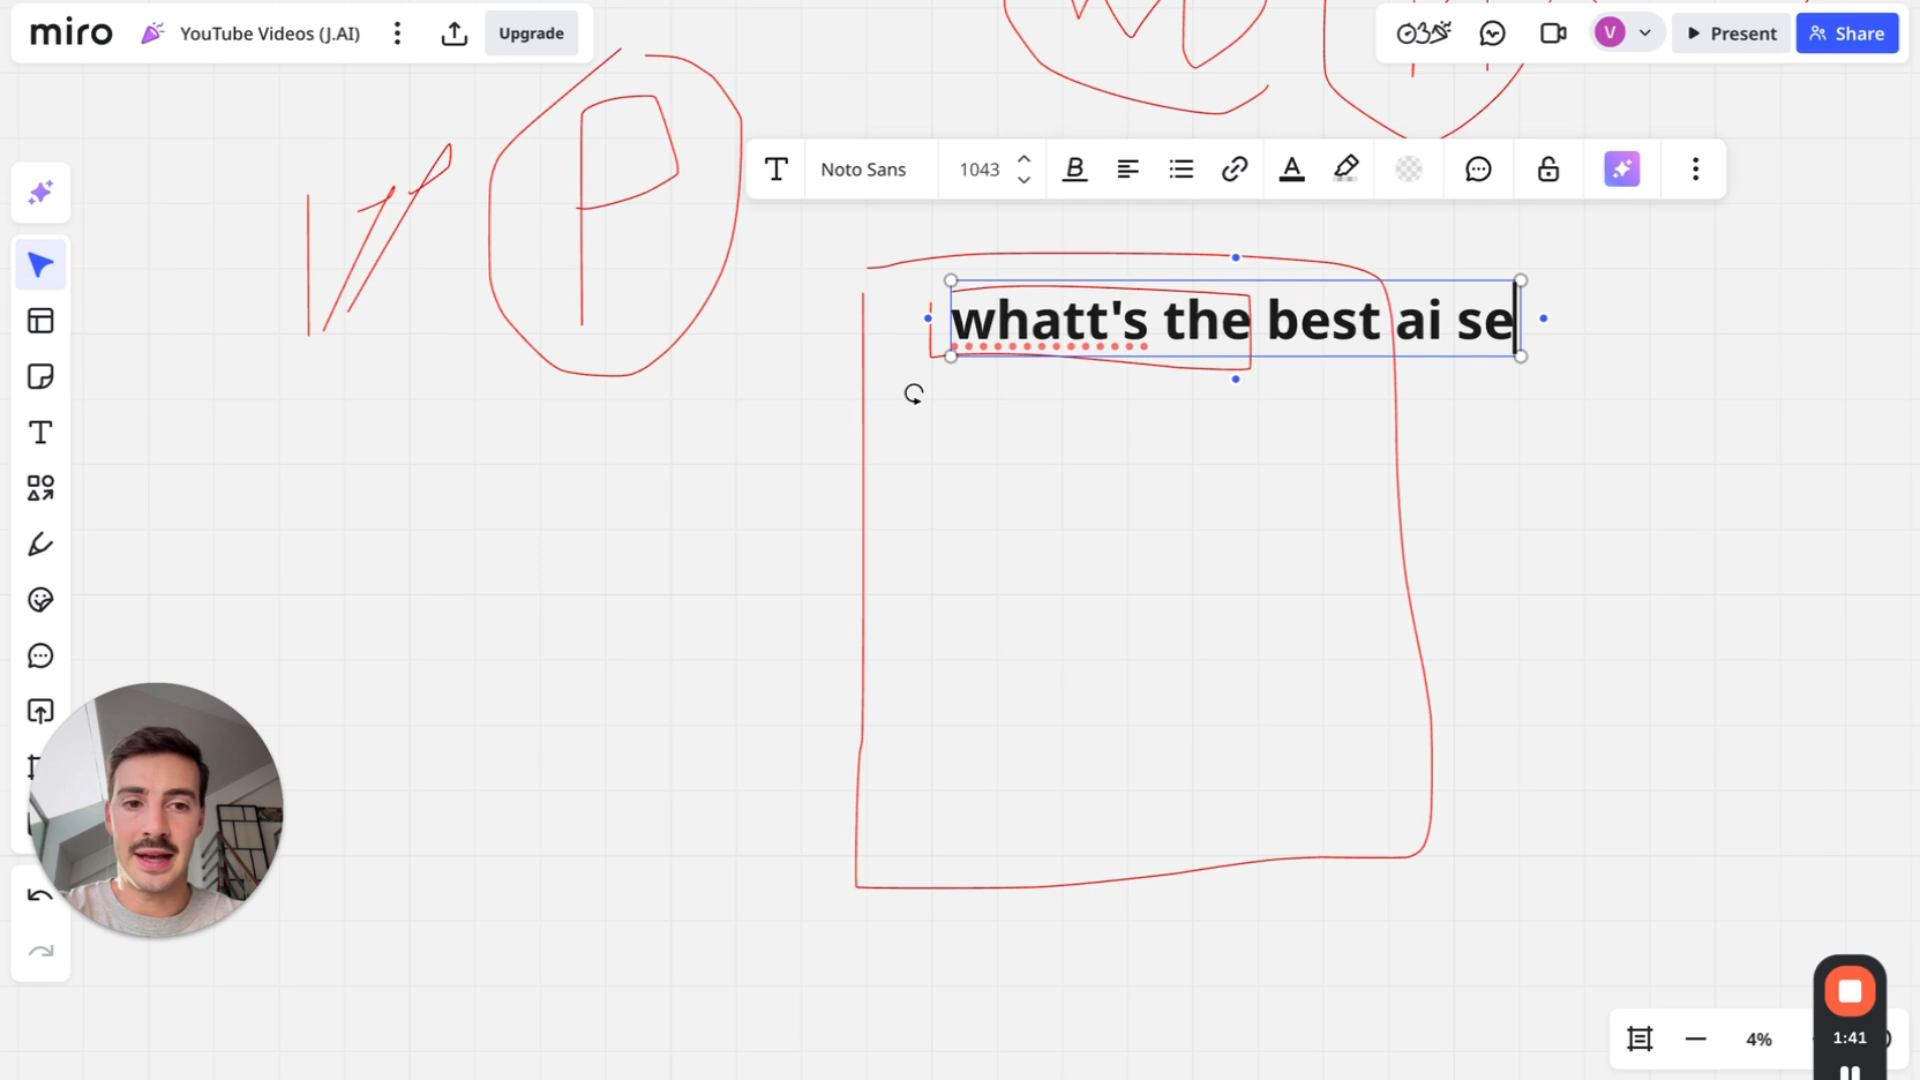 miro
YouTube Videos (J.AI)
Upgrade
V
Present
Share
Noto Sans
1043
B
A
P
whatt's the best ai se
4%
1:41